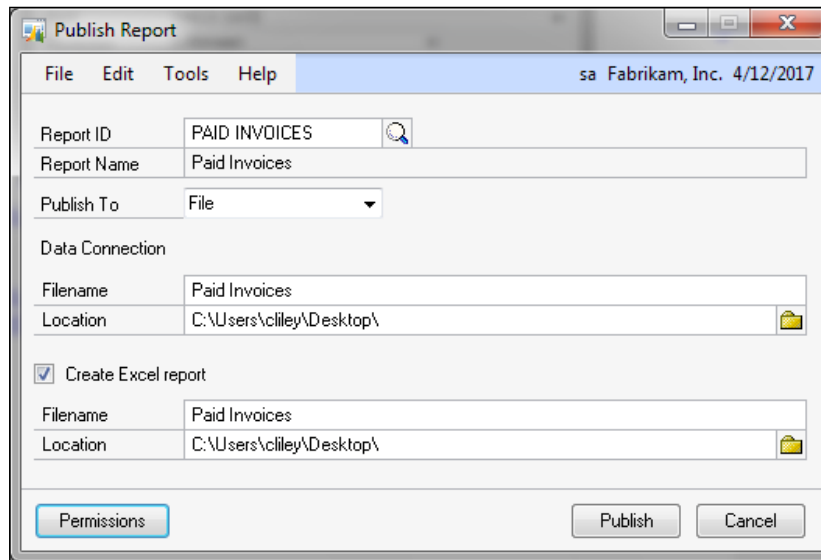 Publish Report
File Edit Tools Help sa Fabrikam, Inc. 4/12/2017
Report ID PAID INVOICES
Report Name Paid Invoices
Publish To File
Data Connection
Filename Paid Invoices
Location C:\Users\cliley\Desktop\
Create Excel report
Filename Paid Invoices
Location C:\Users\cliley\Desktop\
Permissions Publish Cancel